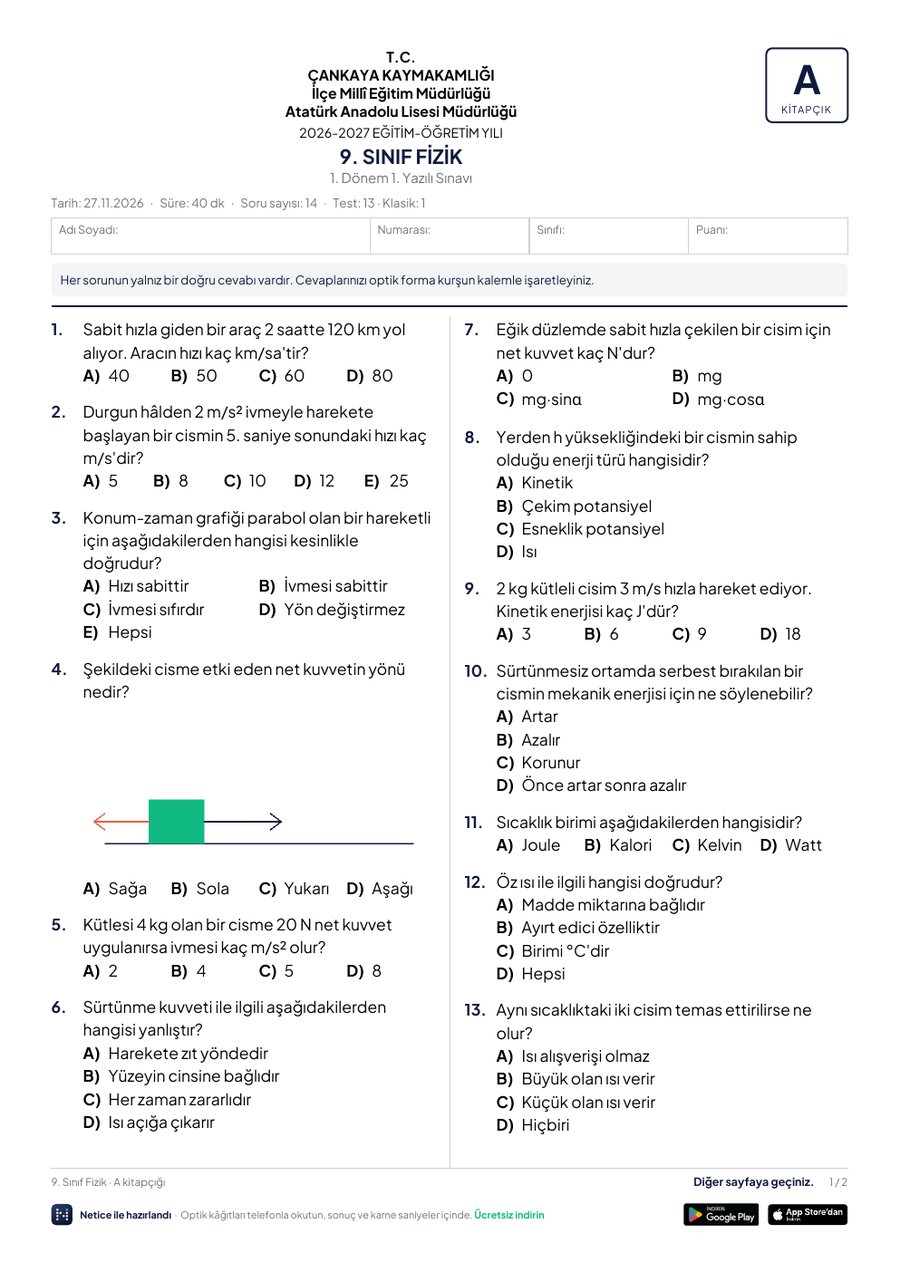 T.C.
ÇANKAYA KAYMAKAMLIĞI
İlçe Millî Eğitim Müdürlüğü
Atatürk Anadolu Lisesi Müdürlüğü
2026-2027 EĞİTİM-ÖĞRETİM YILI
9. SINIF FİZİK
1. Dönem 1. Yazılı Sınavı
A
KİTAPÇIK
Tarih: 27.11.2026 · Süre: 40 dk · Soru sayısı: 14 · Test: 13 · Klasik: 1
Adı Soyadı: Numarası: Sınıfı: Puanı:
Her sorunun yalnız bir doğru cevabı vardır. Cevaplarınızı optik forma kurşun kalemle işaretleyiniz.
1. Sabit hızla giden bir araç 2 saatte 120 km yol
alıyor. Aracın hızı kaç km/sa'tir?
A) 40 B) 50 C) 60 D) 80
2. Durgun hâlden 2 m/s² ivmeyle harekete
başlayan bir cismin 5. saniye sonundaki hızı kaç
m/s'dir?
A) 5 B) 8 C) 10 D) 12 E) 25
3. Konum-zaman grafiği parabol olan bir hareketli
için aşağıdakilerden hangisi kesinlikle
doğrudur?
A) Hızı sabittir B) İvmesi sabittir
C) İvmesi sıfırdır D) Yön değiştirmez
E) Hepsi
4. Şekildeki cisme etki eden net kuvvetin yönü
nedir?
A) Sağa B) Sola C) Yukarı D) Aşağı
5. Kütlesi 4 kg olan bir cisme 20 N net kuvvet
uygulanırsa ivmesi kaç m/s² olur?
A) 2 B) 4 C) 5 D) 8
6. Sürtünme kuvveti ile ilgili aşağıdakilerden
hangisi yanlıştır?
A) Harekete zıt yöndedir
B) Yüzeyin cinsine bağlıdır
C) Her zaman zararlıdır
D) Isı açığa çıkarır
7. Eğik düzlemde sabit hızla çekilen bir cisim için
net kuvvet kaç N'dur?
A) 0 B) mg
C) mg·sinα D) mg·cosα
8. Yerden h yüksekliğindeki bir cismin sahip
olduğu enerji türü hangisidir?
A) Kinetik
B) Çekim potansiyel
C) Esneklik potansiyel
D) Isı
9. 2 kg kütleli cisim 3 m/s hızla hareket ediyor.
Kinetik enerjisi kaç J'dür?
A) 3 B) 6 C) 9 D) 18
10. Sürtünmesiz ortamda serbest bırakılan bir
cismin mekanik enerjisi için ne söylenebilir?
A) Artar
B) Azalır
C) Korunur
D) Önce artar sonra azalır
11. Sıcaklık birimi aşağıdakilerden hangisidir?
A) Joule B) Kalori C) Kelvin D) Watt
12. Öz ısı ile ilgili hangisi doğrudur?
A) Madde miktarına bağlıdır
B) Ayırt edici özelliktir
C) Birimi °C'dir
D) Hepsi
13. Aynı sıcaklıktaki iki cisim temas ettirilirse ne
olur?
A) Isı alışverişi olmaz
B) Büyük olan ısı verir
C) Küçük olan ısı verir
D) Hiçbiri
9. Sınıf Fizik · A kitapçığı Diğer sayfaya geçiniz. 1 / 2
Netice ile hazırlandı · Optik kâğıtları telefonla okutun, sonuç ve karne saniyeler içinde. Ücretsiz indirin
İNDİRİN
Google Play
App Store'dan
İndirin